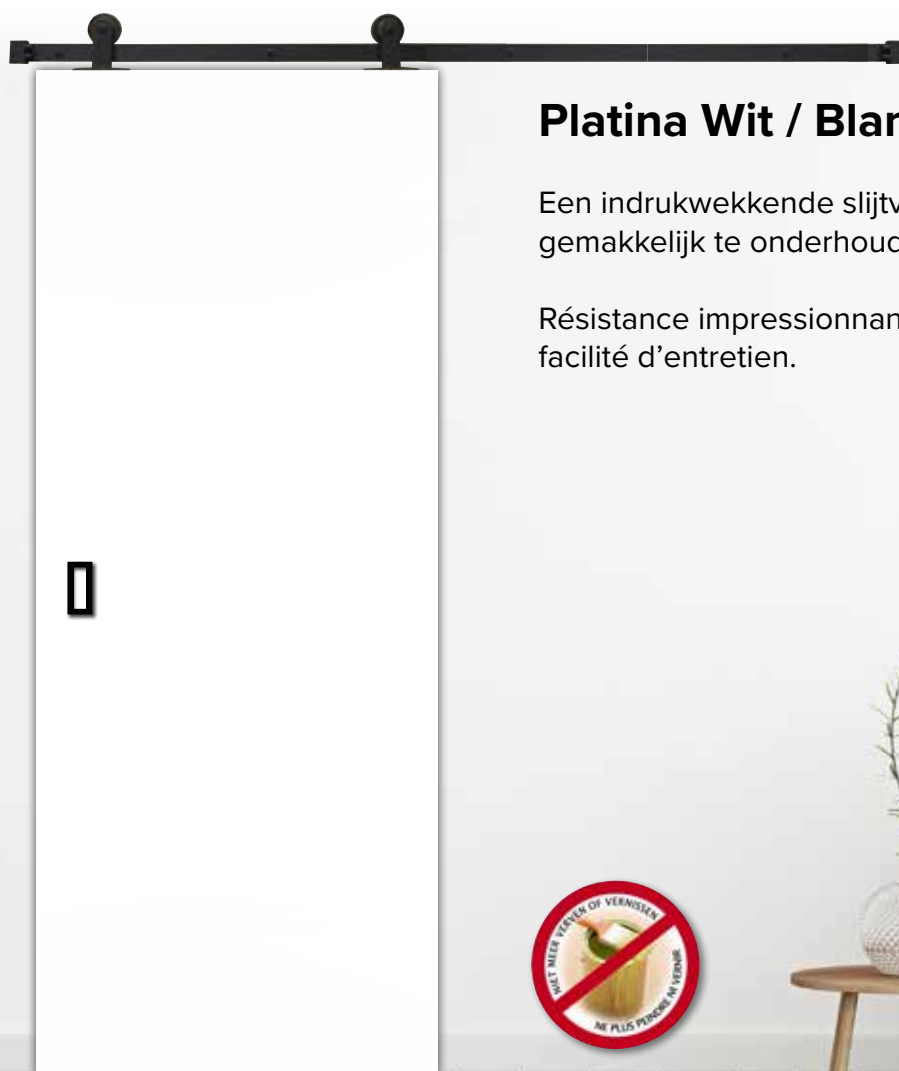 Platina Wit / Blan
Een indrukwekkende slijtv
gemakkelijk te onderhoud
Résistance impressionnan
facilité d’entretien.
NIET MEER VERVEN OF VERNISSEN
NE PLUS PEINDRE NI VERNIR